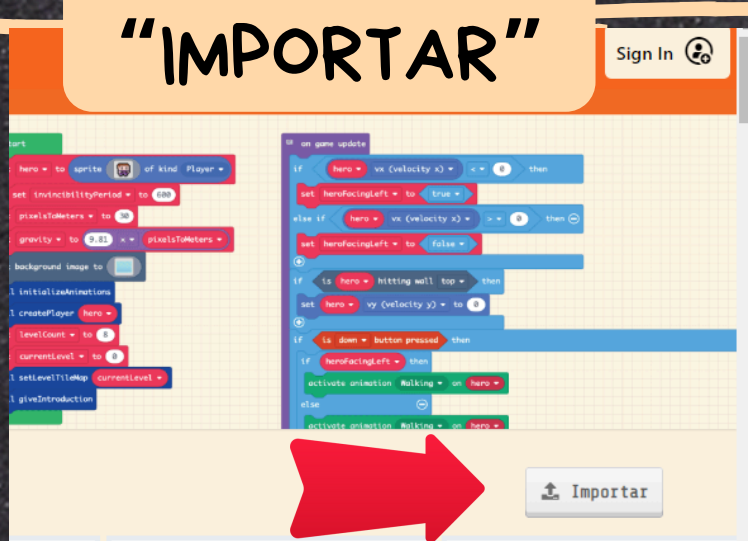 “IMPORTAR”
Sign In
start
hero to sprite of kind Player
set invincibilityPeriod to 600
pixelsToMeters to 30
gravity to 9.81 × pixelsToMeters
background image to
initializeAnimations
createPlayer hero
levelCount to 8
currentLevel to 0
setLevelTileMap currentLevel
giveIntroduction
on game update
if hero vx (velocity x) < 0 then
set heroFacingLeft to true
else if hero vx (velocity x) > 0 then
set heroFacingLeft to false
if is hero hitting wall top then
set hero vy (velocity y) to 0
if is down button pressed then
if heroFacingLeft then
activate animation Walking on hero
else
activate animation Walking on hero
Importar